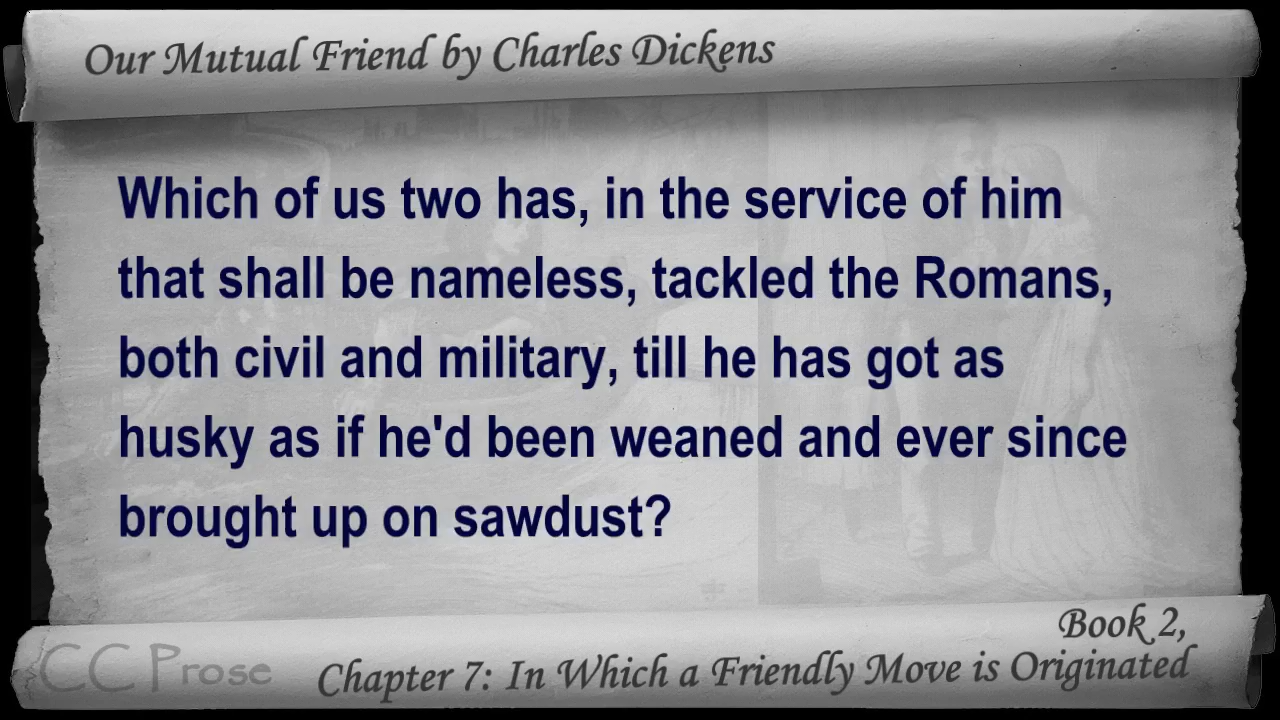 Our Mutual Friend by Charles Dickens
Which of us two has, in the service of him
that shall be nameless, tackled the Romans,
both civil and military, till he has got as
husky as if he'd been weaned and ever since
brought up on sawdust?
Book 2,
CC Prose
Chapter 7: In Which a Friendly Move is Originated